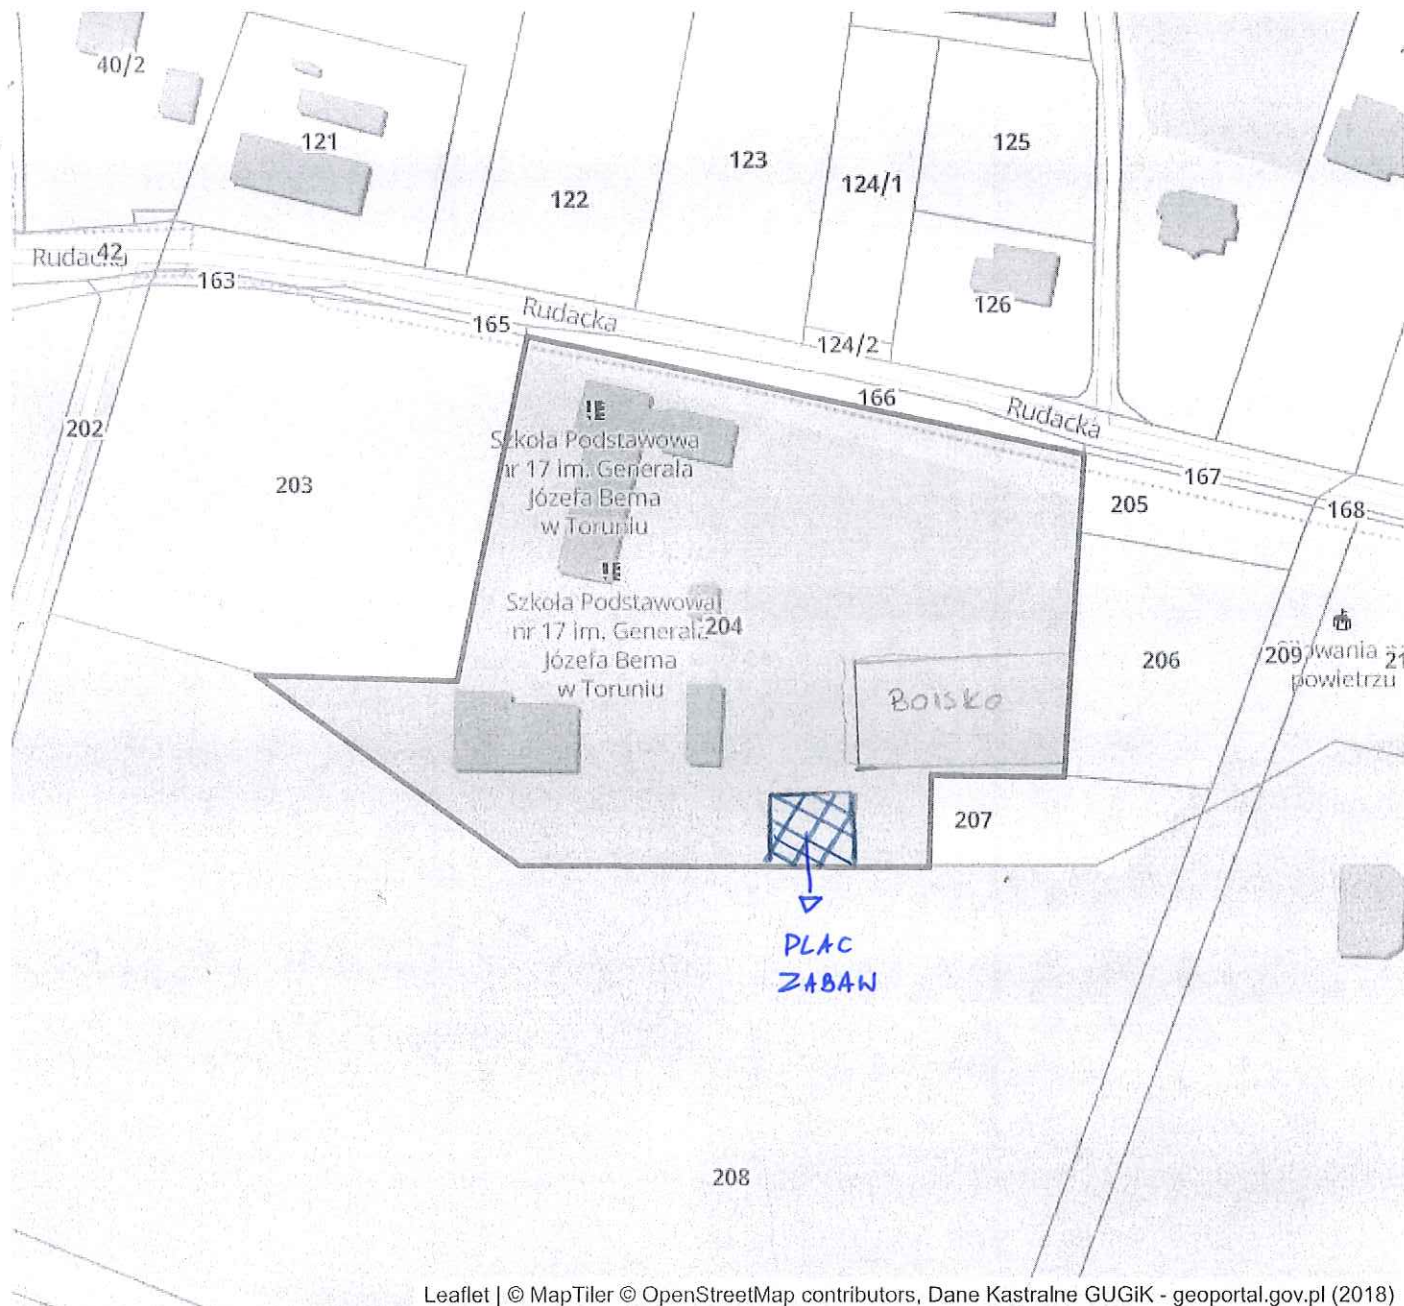 40/2
121
122
123
124/1
125
126
Rudacka
42
163
165
Rudacka
124/2
166
Rudacka
167
168
202
203
205
Szkoła Podstawowa
nr 17 im. Generała
Józefa Bema
w Toruniu
Szkoła Podstawowa
nr 17 im. Generała
204
Józefa Bema
w Toruniu
206
209
powietrzu
BOISKO
207
PLAC
ZABAW
208
Leaflet | © MapTiler © OpenStreetMap contributors, Dane Kastralne GUGiK - geoportal.gov.pl (2018)